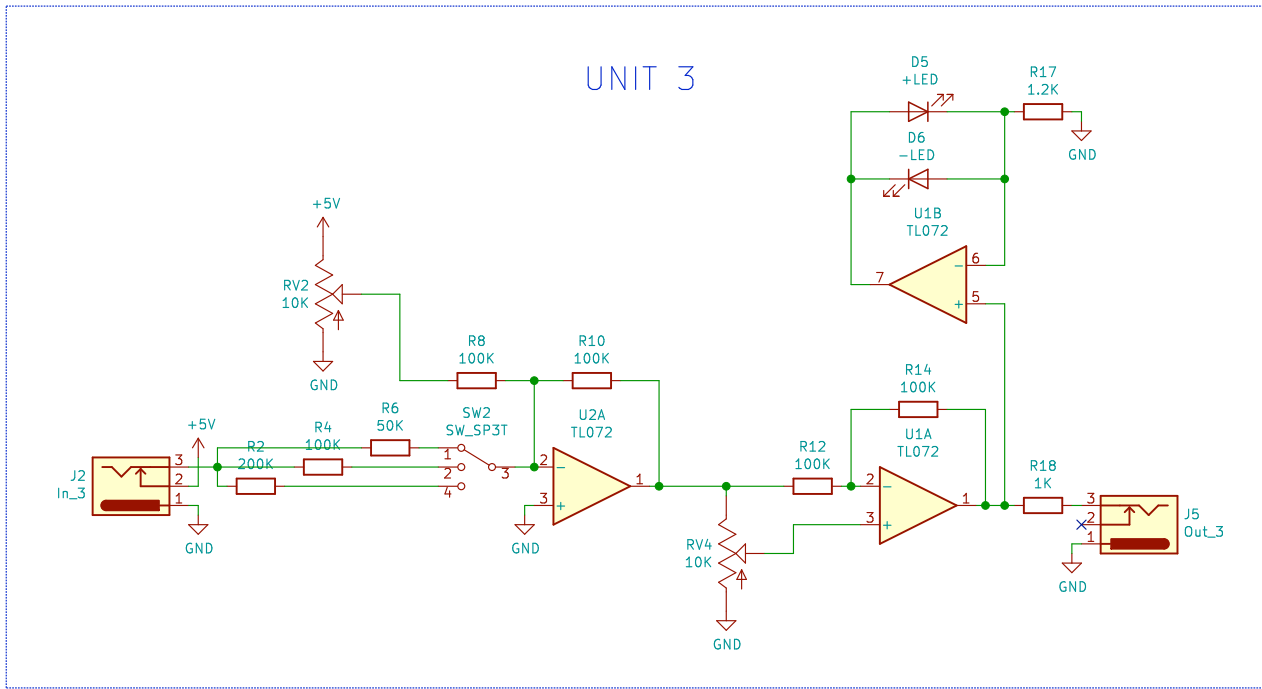 UNIT 3
D5
+LED
R17
1.2K
GND
D6
-LED
U1B
TL072
6
7
5
-
+
+5V
RV2
10K
GND
R8
100K
R10
100K
R14
100K
+5V
R6
50K
SW2
SW_SP3T
U2A
TL072
R2
200K
R4
100K
1
2
4
3
J2
In_3
3
2
1
GND
2
3
1
-
+
GND
R12
100K
U1A
TL072
2
3
1
-
+
RV4
10K
GND
R18
1K
3
2
1
J5
Out_3
GND